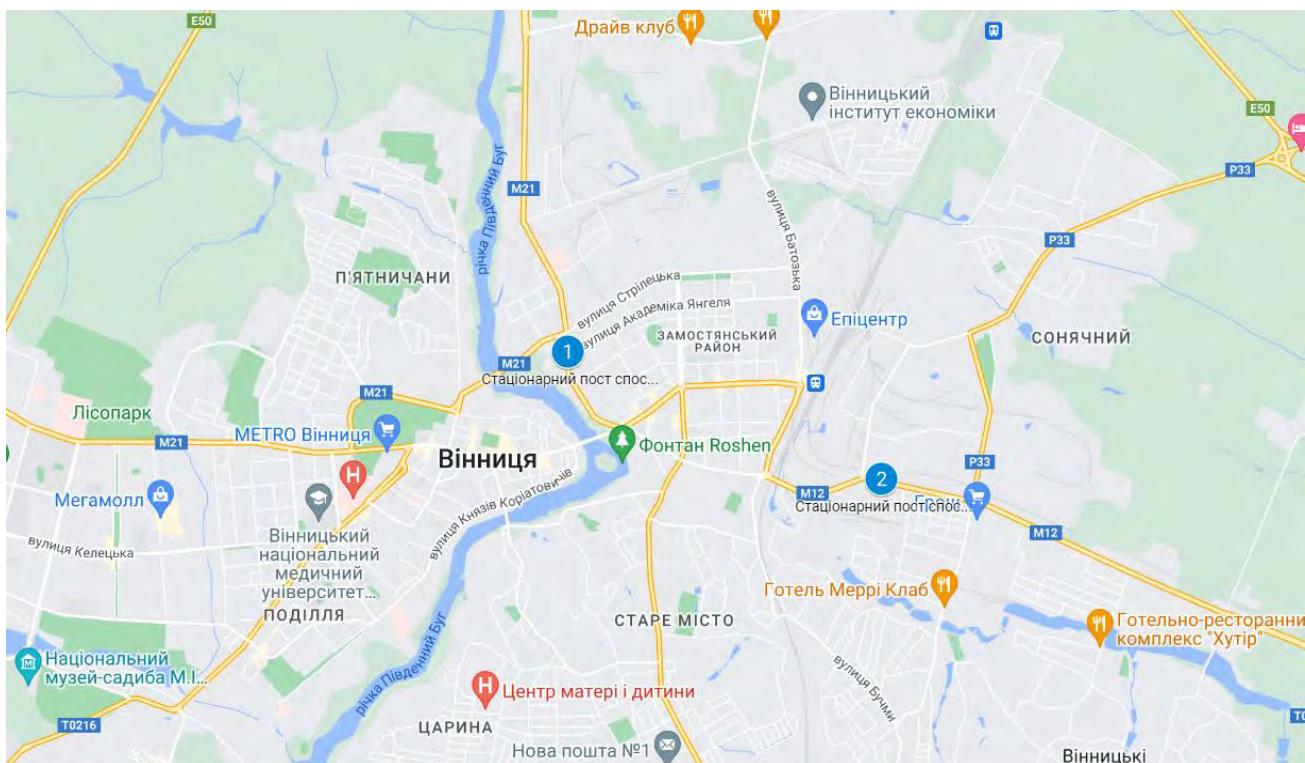 E50
Драйв клуб
Вінницький
інститут економіки
E50
P33
M21
річка Південний Буг
P33
вулиця Батозька
П'ЯТНИЧАНИ
вулиця Стрілецька
вулиця Академіка Янгеля
ЗАМОСТЯНСЬКИЙ
РАЙОН
Епіцентр
СОНЯЧНИЙ
1
M21
Стаціонарний пост спос...
M21
Лісопарк
METRO Вінниця
M21
Фонтан Roshen
Вінниця
P33
H
2
M12
Мегамолл
вулиця Князів Коріатовичів
Стаціонарний пост спос...
Вінницький
національний
медичний
університет...
вулиця Келецька
M12
Готель Меррі Клаб
ПОДІЛЛЯ
СТАРЕ МІСТО
Готельно-ресторанни
комплекс "Хутір"
Національний
музей-садиба М.І...
річка Південний Буг
H
Центр матері і дитини
вулиця Бучми
T0216
ЦАРИНА
Нова пошта №1
Вінницькі